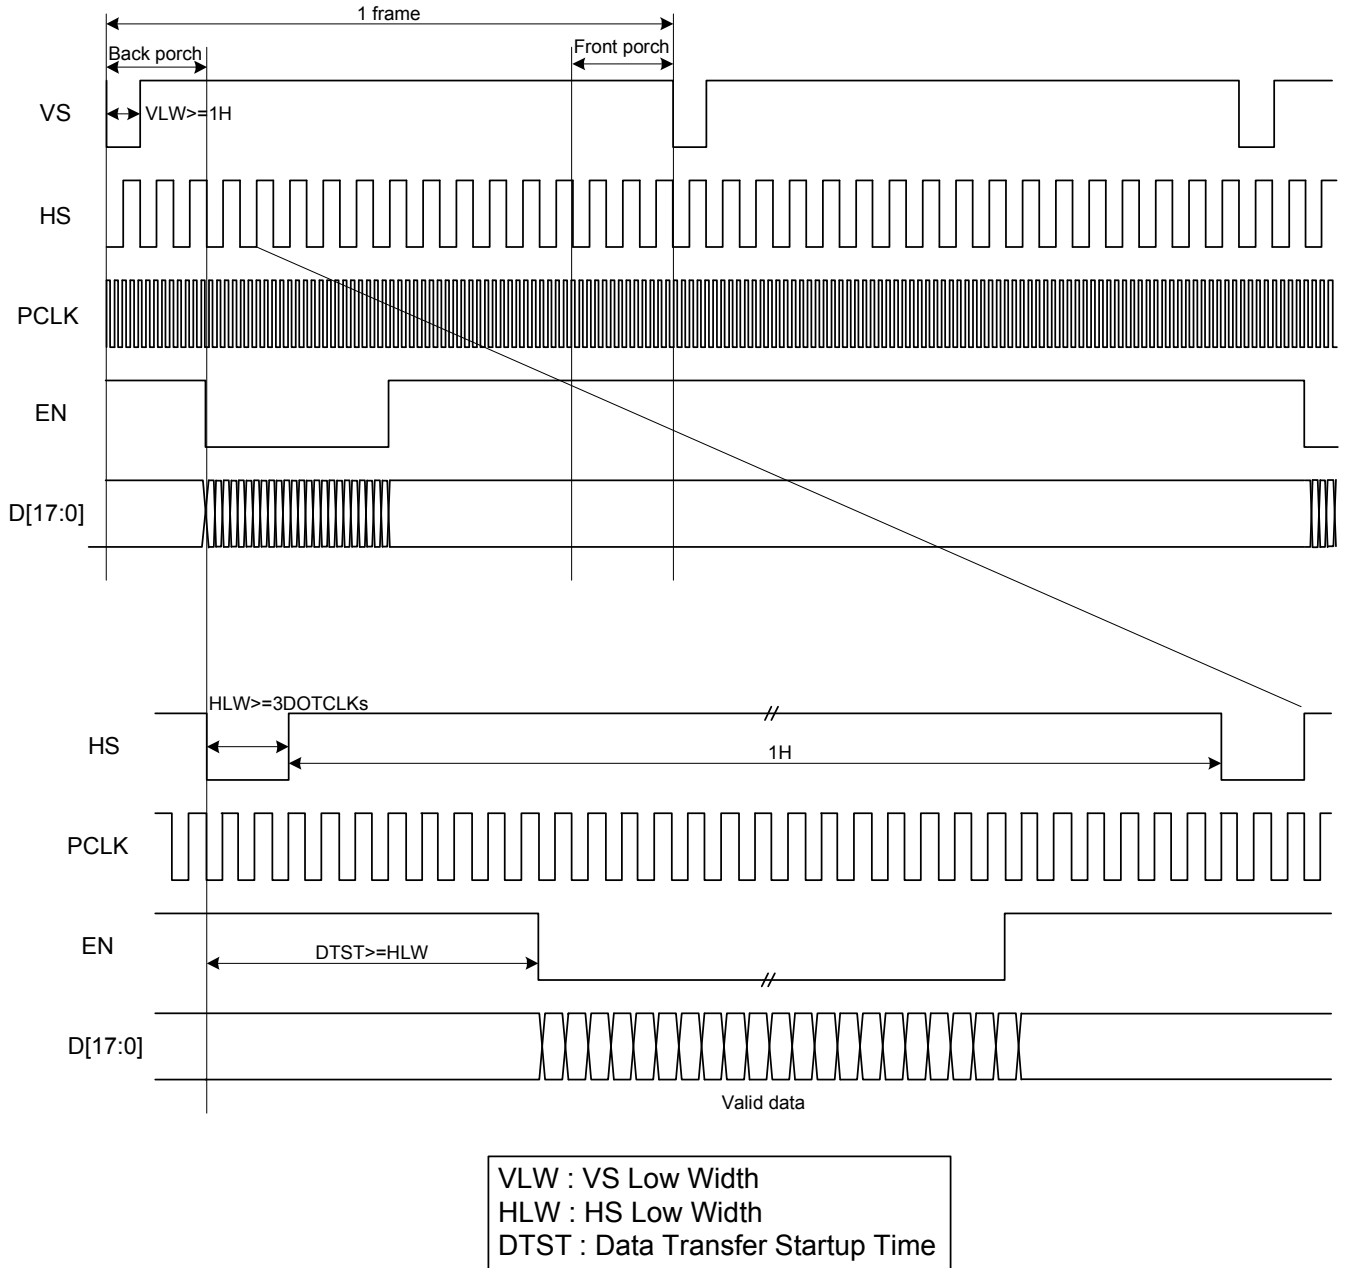 1 frame
Back porch
Front porch
VS
VLW>=1H
HS
PCLK
EN
D[17:0]
HLW>=3DOTCLKs
HS
1H
PCLK
EN
DTST>=HLW
D[17:0]
Valid data
VLW : VS Low Width
HLW : HS Low Width
DTST : Data Transfer Startup Time